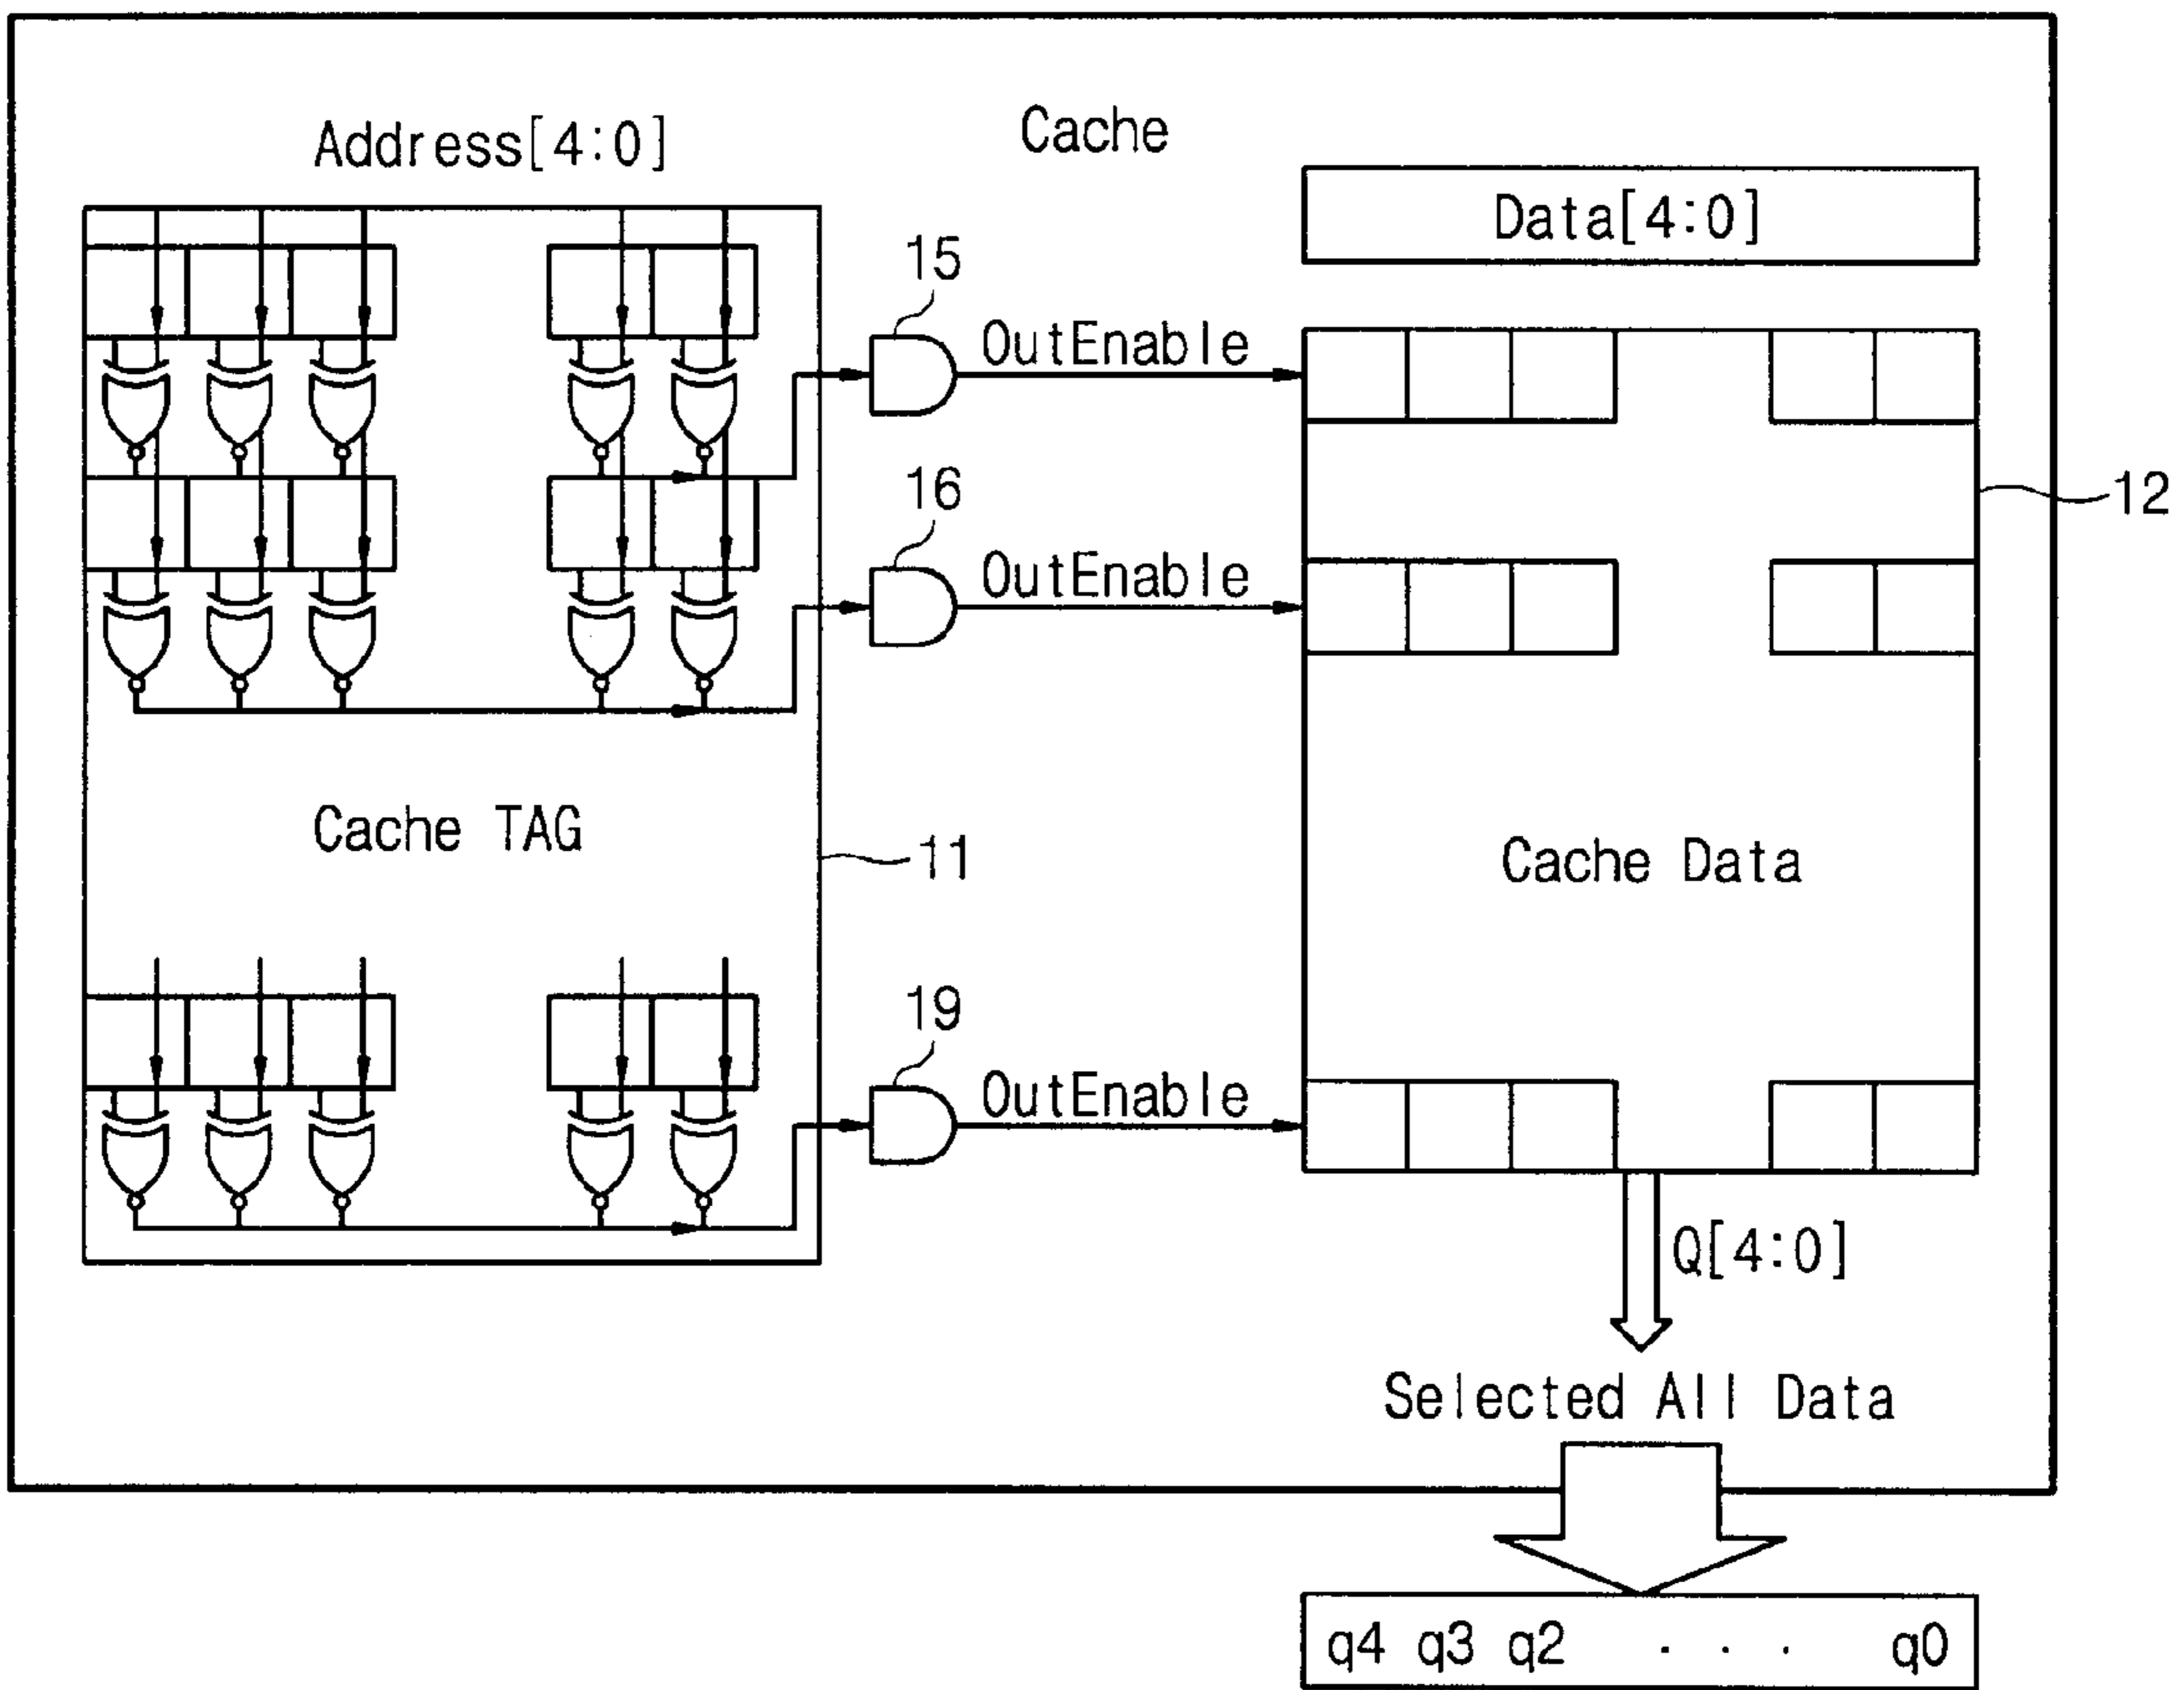 Cache
Address[4:0]
Data[4:0]
15
OutEnable
16
OutEnable
12
Cache TAG
11
Cache Data
19
OutEnable
Q[4:0]
Selected All Data
q4 q3 q2 . . . q0